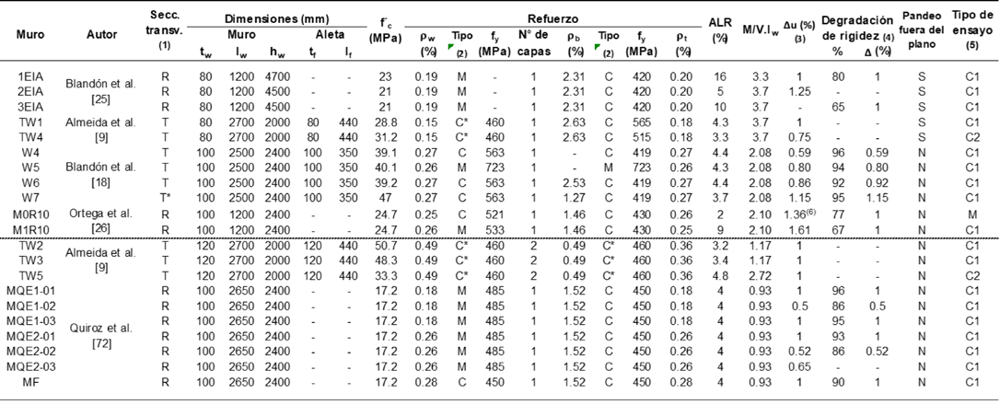 Muro Autor Secc. transv. (1) Dimensiones (mm) f´c (MPa) Refuerzo ALR (%) M/V.lw Δu (%) (3) Degradación de rigidez (4) Pandeo fuera del plano Tipo de ensayo (5)
Muro Aleta ρw (%) Tipo (2) fy (MPa) N° de capas ρb (%) Tipo (2) fy (MPa) ρt (%) % Δ (%)
tw lw hw tf lf
1EIA Blandón et al. [25] R 80 1200 4700 - - 23 0.19 M - 1 2.31 C 420 0.20 16 3.3 1 80 1 S C1
2EIA R 80 1200 4500 - - 21 0.19 M - 1 2.31 C 420 0.20 5 3.7 1.25 - - S C1
3EIA R 80 1200 4500 - - 21 0.19 M - 1 2.31 C 420 0.20 10 3.7 - 65 1 S C1
TW1 Almeida et al. [9] T 80 2700 2000 80 440 28.8 0.15 C* 460 1 2.63 C 565 0.18 4.3 3.7 1 - - S C1
TW4 T 80 2700 2000 80 440 31.2 0.15 C* 460 1 2.63 C 515 0.18 3.3 3.7 0.75 - - S C2
W4 Blandón et al. [18] T 100 2500 2400 100 350 39.1 0.27 C 563 1 - C 419 0.27 4.4 2.08 0.59 96 0.59 N C1
W5 T 100 2500 2400 100 350 40.1 0.26 M 723 1 - M 723 0.26 4.3 2.08 0.80 94 0.80 N C1
W6 T 100 2500 2400 100 350 39.2 0.27 C 563 1 2.53 C 419 0.27 4.4 2.08 0.86 92 0.92 N C1
W7 T* 100 2500 2400 100 350 47 0.27 C 563 1 1.27 C 419 0.27 3.7 2.08 1.15 95 1.15 N C1
M0R10 Ortega et al. [26] R 100 1200 2400 - - 24.7 0.25 C 521 1 1.46 C 430 0.26 2 2.10 1.36(6) 77 1 N M
M1R10 R 100 1200 2400 - - 24.7 0.26 M 533 1 1.46 C 430 0.25 9 2.10 1.61 67 1 N C1
TW2 Almeida et al. [9] T 120 2700 2000 120 440 50.7 0.49 C* 460 2 0.49 C* 460 0.36 3.2 1.17 1 - - N C1
TW3 T 120 2700 2000 120 440 48.3 0.49 C* 460 2 0.49 C* 460 0.36 3.4 1.17 1 - - N C1
TW5 T 120 2700 2000 120 440 33.3 0.49 C* 460 2 0.49 C* 460 0.36 4.8 2.72 1 - - N C2
MQE1-01 Quiroz et al. [72] R 100 2650 2400 - - 17.2 0.18 M 485 1 1.52 C 450 0.18 4 0.93 1 96 1 N C1
MQE1-02 R 100 2650 2400 - - 17.2 0.18 M 485 1 1.52 C 450 0.18 4 0.93 0.5 86 0.5 N C1
MQE1-03 R 100 2650 2400 - - 17.2 0.18 M 485 1 1.52 C 450 0.18 4 0.93 1 95 1 N C1
MQE2-01 R 100 2650 2400 - - 17.2 0.26 M 485 1 1.52 C 450 0.26 4 0.93 1 93 1 N C1
MQE2-02 R 100 2650 2400 - - 17.2 0.26 M 485 1 1.52 C 450 0.26 4 0.93 0.52 86 0.52 N C1
MQE2-03 R 100 2650 2400 - - 17.2 0.26 M 485 1 1.52 C 450 0.26 4 0.93 0.65 - - N C1
MF R 100 2650 2400 - - 17.2 0.28 C 450 1 1.52 C 450 0.28 4 0.93 1 90 1 N C1